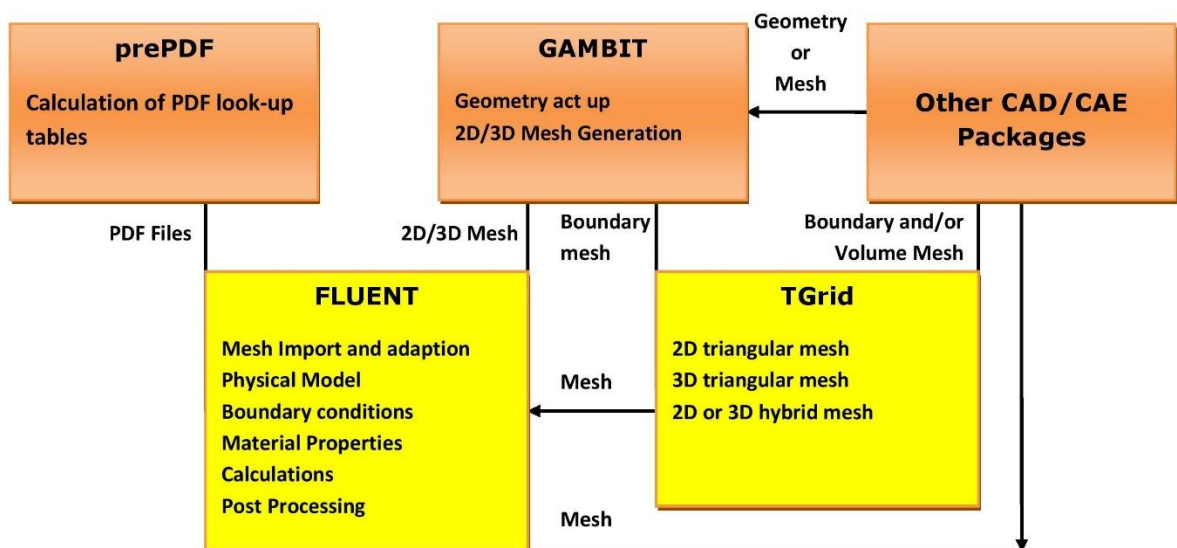 prePDF
Calculation of PDF look-up
tables
GAMBIT
Geometry act up
2D/3D Mesh Generation
Geometry
or
Mesh
Other CAD/CAE
Packages
PDF Files
2D/3D Mesh
Boundary
mesh
Boundary and/or
Volume Mesh
FLUENT
Mesh Import and adaption
Physical Model
Boundary conditions
Material Properties
Calculations
Post Processing
Mesh
TGrid
2D triangular mesh
3D triangular mesh
2D or 3D hybrid mesh
Mesh